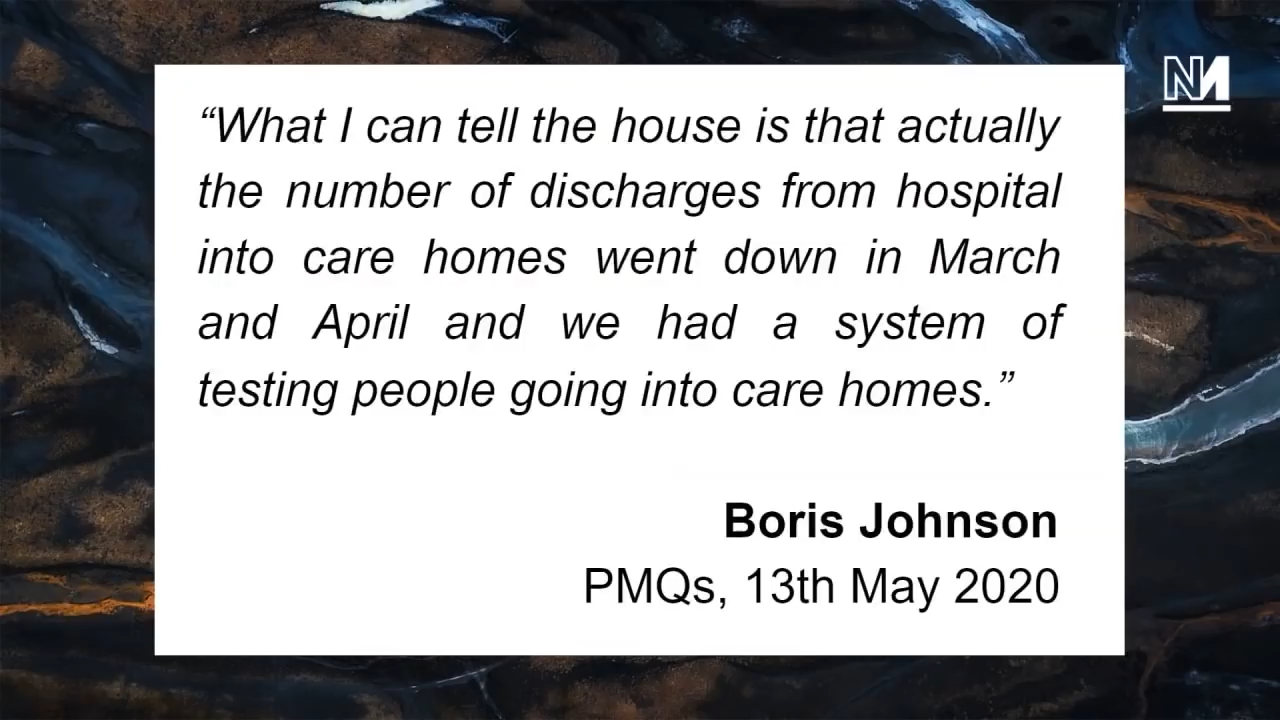 NM
“What I can tell the house is that actually
the number of discharges from hospital
into care homes went down in March
and April and we had a system of
testing people going into care homes.”
Boris Johnson
PMQs, 13th May 2020